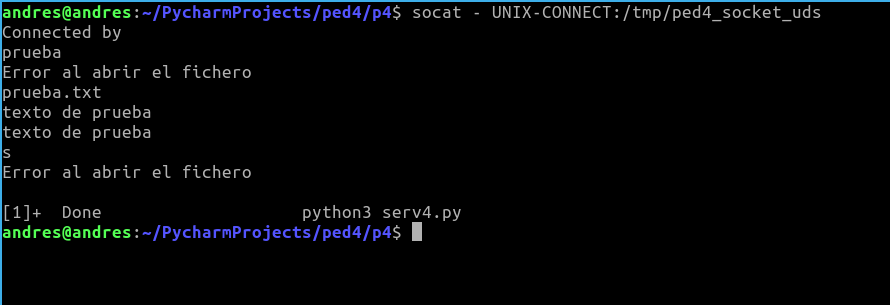 andres@andres:~/PycharmProjects/ped4/p4$ socat - UNIX-CONNECT:/tmp/ped4_socket_uds
Connected by
prueba
Error al abrir el fichero
prueba.txt
texto de prueba
texto de prueba
s
Error al abrir el fichero
[1]+  Done                    python3 serv4.py
andres@andres:~/PycharmProjects/ped4/p4$